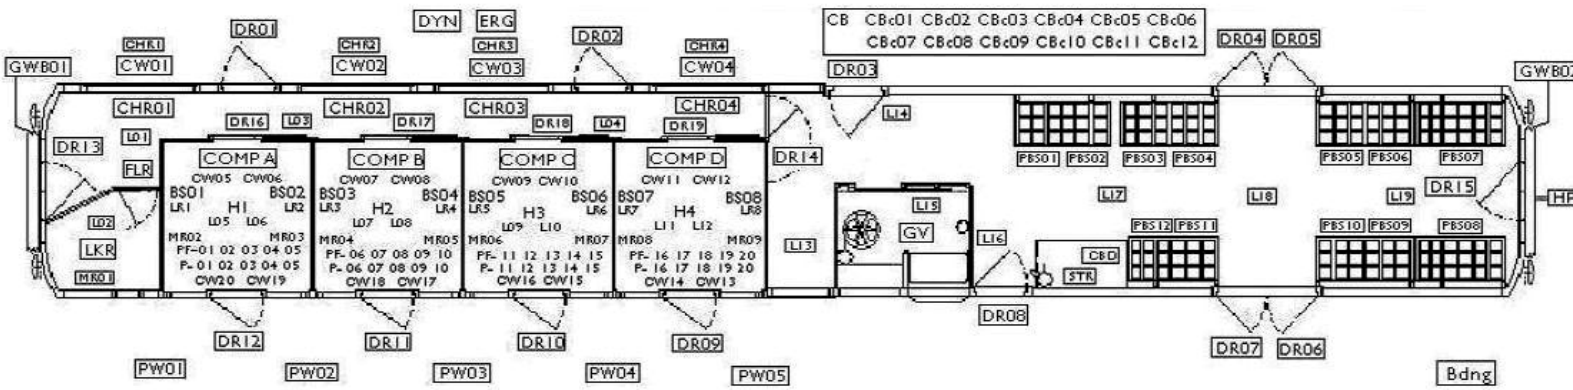 DYN ERG
CB CBc01 CBc02 CBc03 CBc04 CBc05 CBc06
CBc07 CBc08 CBc09 CBc10 CBc11 CBc12
DR01 DR02 DR04 DR05
CHR1 CHR2 CHR3 CHR4
GWB01 CW01 CW02 CW03 CW04 DR03 GWB02
CHR01 CHR02 CHR03 CHR04
L01 DR16 L03 DR17 DR18 L04 DR19 L14
DR13 DR14
FLR COMP A COMP B COMP C COMP D PBS01 PBS02 PBS03 PBS04 PBS05 PBS06 PBS07
CW05 CW06 CW07 CW08 CW09 CW10 CW11 CW12
BS01 BS02 BS03 BS04 BS05 BS06 BS07 BS08 L17 L18 L19 DR15
LR1 H1 LR2 LR3 H2 LR4 LR5 H3 LR6 LR7 H4 LR8 L15 HP
L02 L05 L06 L07 L08 L09 L10 L11 L12 PBS12 PBS11 PBS10 PBS09 PBS08
LKR MR02 MR03 MR04 MR05 MR06 MR07 MR08 MR09 L13 GV L16
PF-01 02 03 04 05 PF- 06 07 08 09 10 PF- 11 12 13 14 15 PF- 16 17 18 19 20 CBD
MR01 P- 01 02 03 04 05 P- 06 07 08 09 10 P- 11 12 13 14 15 P- 16 17 18 19 20 STR
CW20 CW19 CW18 CW17 CW16 CW15 CW14 CW13
DR08
DR12 DR11 DR10 DR09 DR07 DR06
PW01 PW02 PW03 PW04 PW05 Bdng